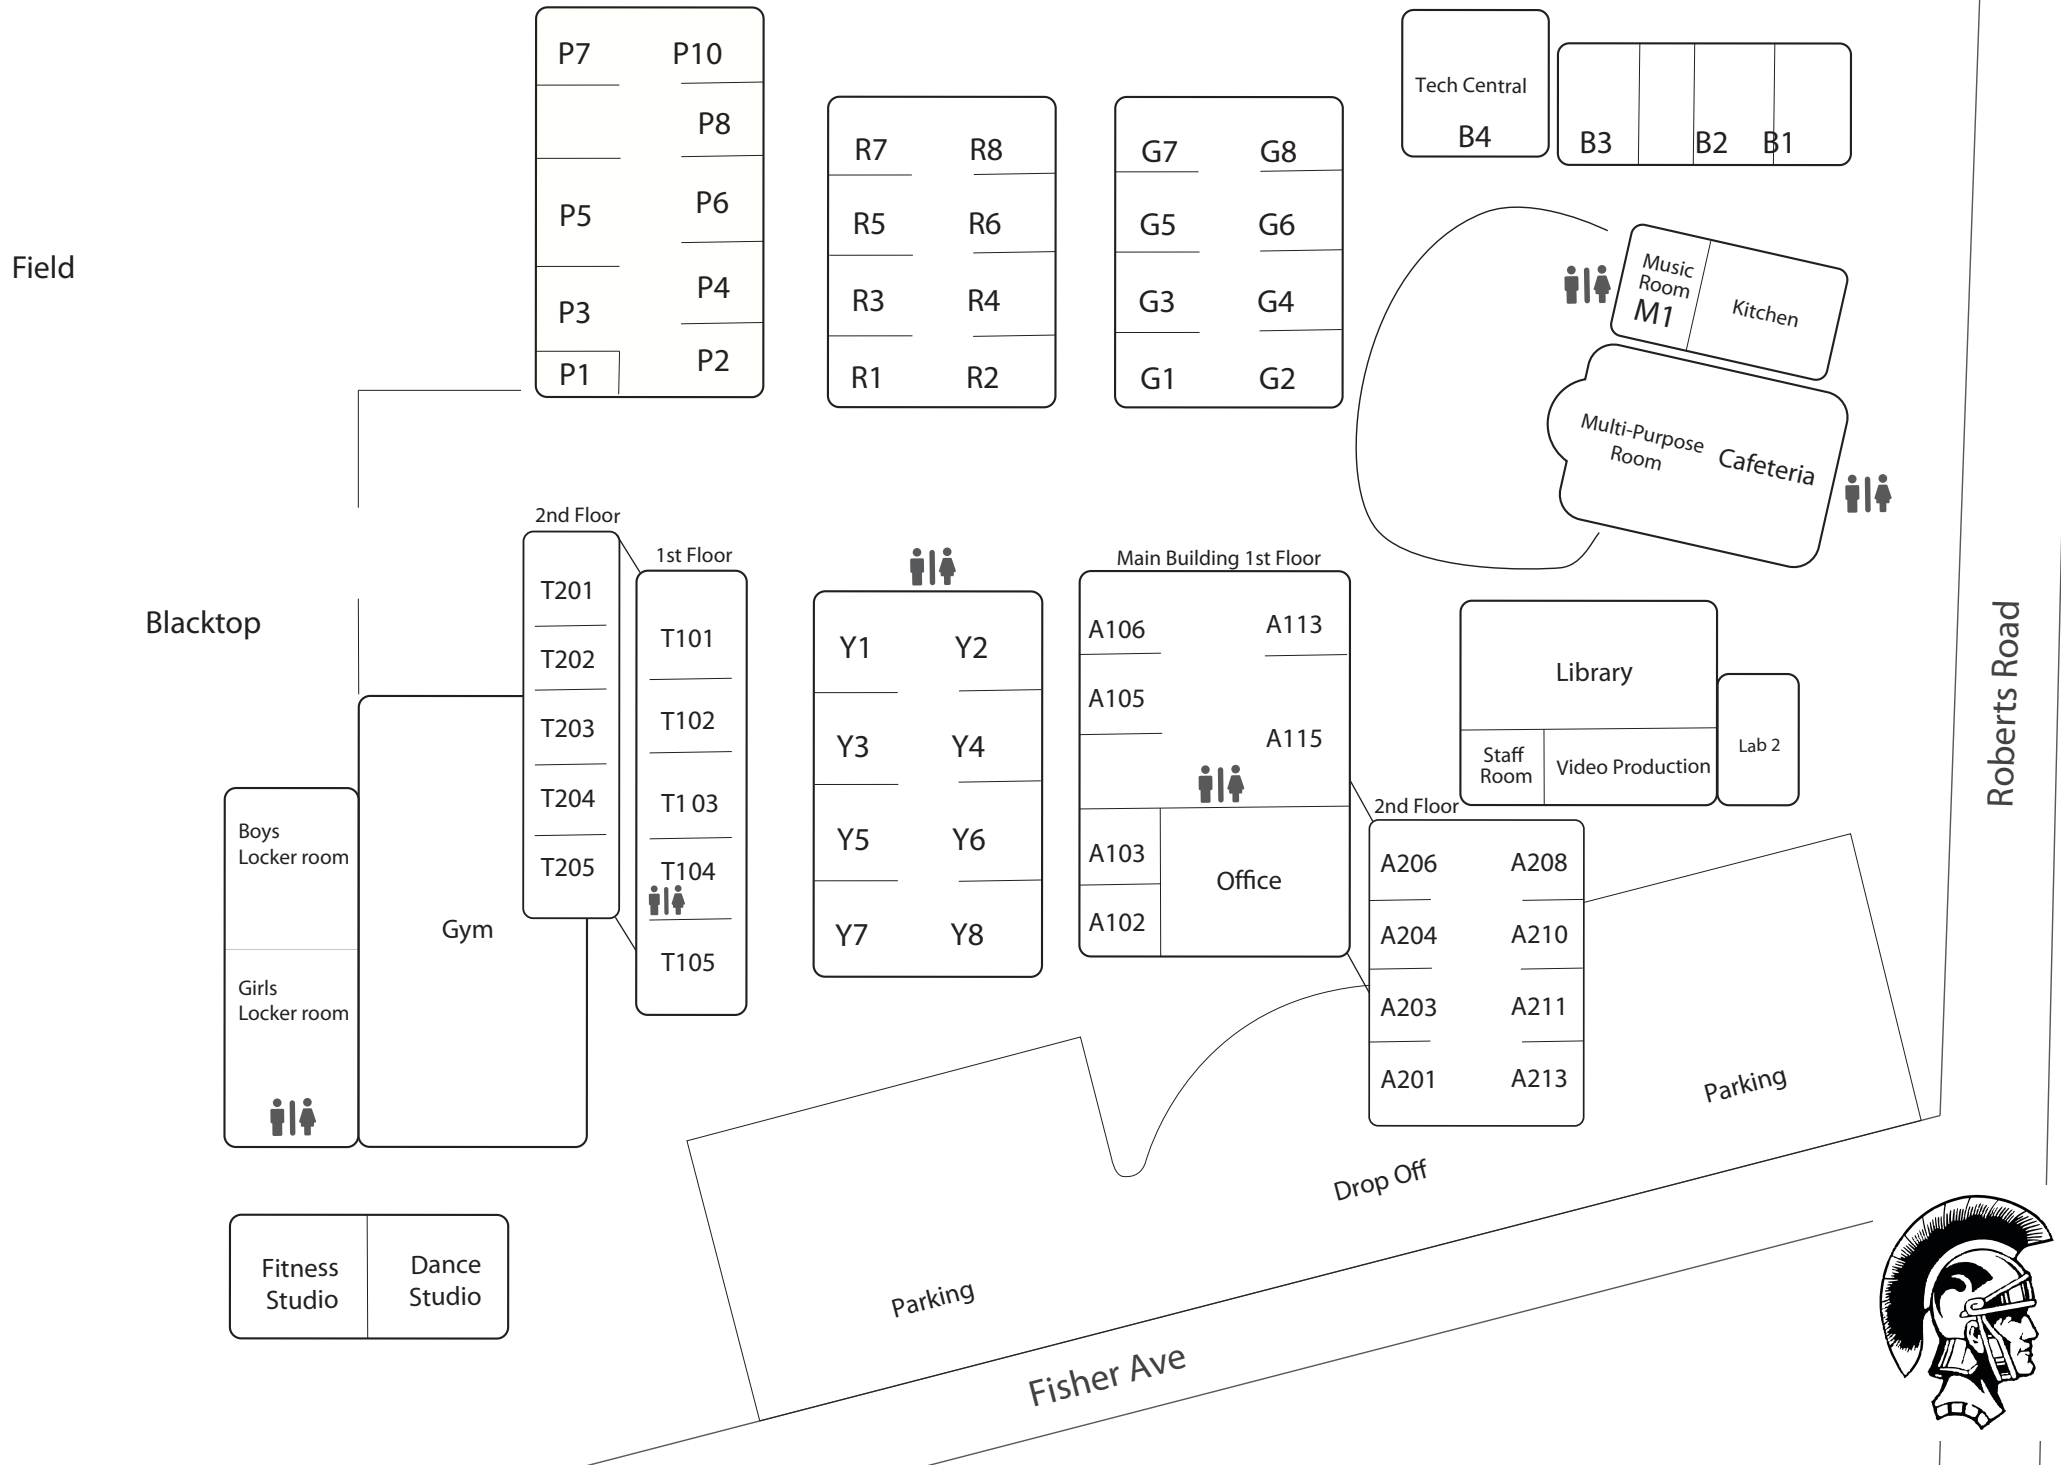 P7
P10
P8
P5
P6
P3
P4
P1
P2
R7
R8
R5
R6
R3
R4
R1
R2
G7
G8
G5
G6
G3
G4
G1
G2
Tech Central
B4
B3
B2
B1
Field
Music
Room
M1
Kitchen
Multi-Purpose
Room
Cafeteria
Blacktop
2nd Floor
T201
T202
T203
T204
T205
1st Floor
T101
T102
T1 03
T104
T105
Y1
Y2
Y3
Y4
Y5
Y6
Y7
Y8
Main Building 1st Floor
A106
A113
A105
A115
A103
A102
Office
Library
Staff
Room
Video Production
Lab 2
2nd Floor
A206
A208
A204
A210
A203
A211
A201
A213
Roberts Road
Boys
Locker room
Girls
Locker room
Gym
Fitness
Studio
Dance
Studio
Parking
Drop Off
Parking
Fisher Ave